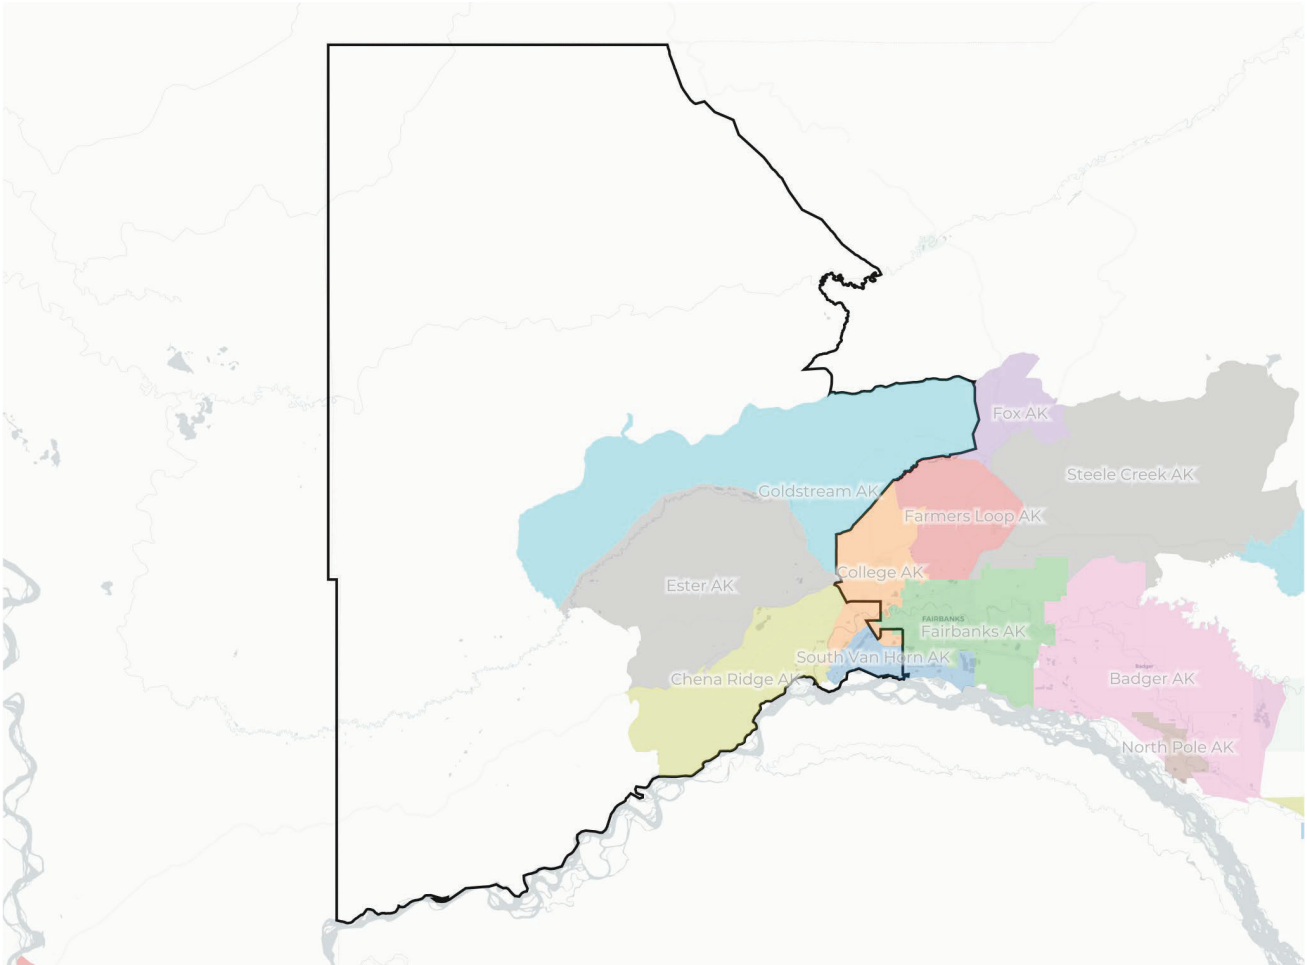 Fox AK
Steele Creek AK
Goldstream AK
Farmers Loop AK
College AK
Ester AK
FAIRBANKS
Fairbanks AK
South Van Horn AK
Chena Ridge AK
Badger
Badger AK
North Pole AK